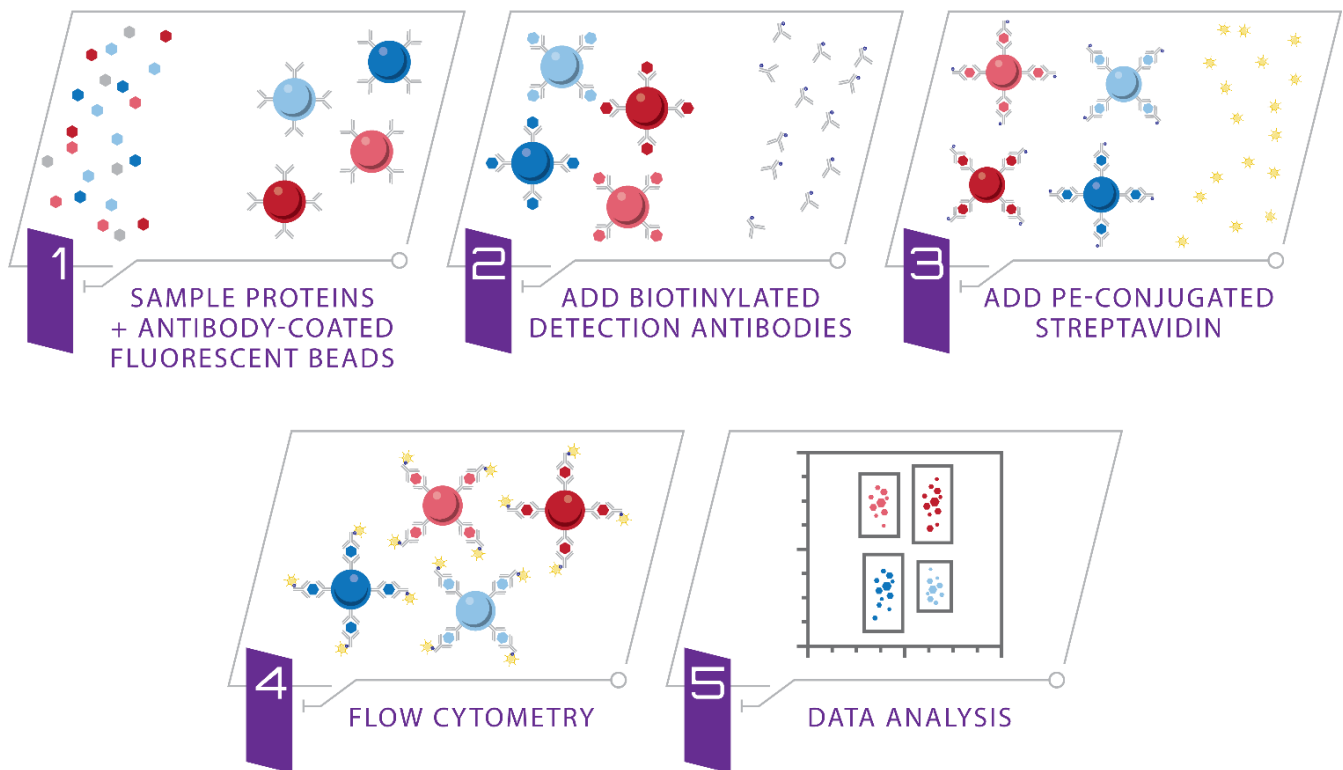 1
SAMPLE PROTEINS
+ ANTIBODY-COATED
FLUORESCENT BEADS
2
ADD BIOTINYLATED
DETECTION ANTIBODIES
3
ADD PE-CONJUGATED
STREPTAVIDIN
4
FLOW CYTOMETRY
5
DATA ANALYSIS